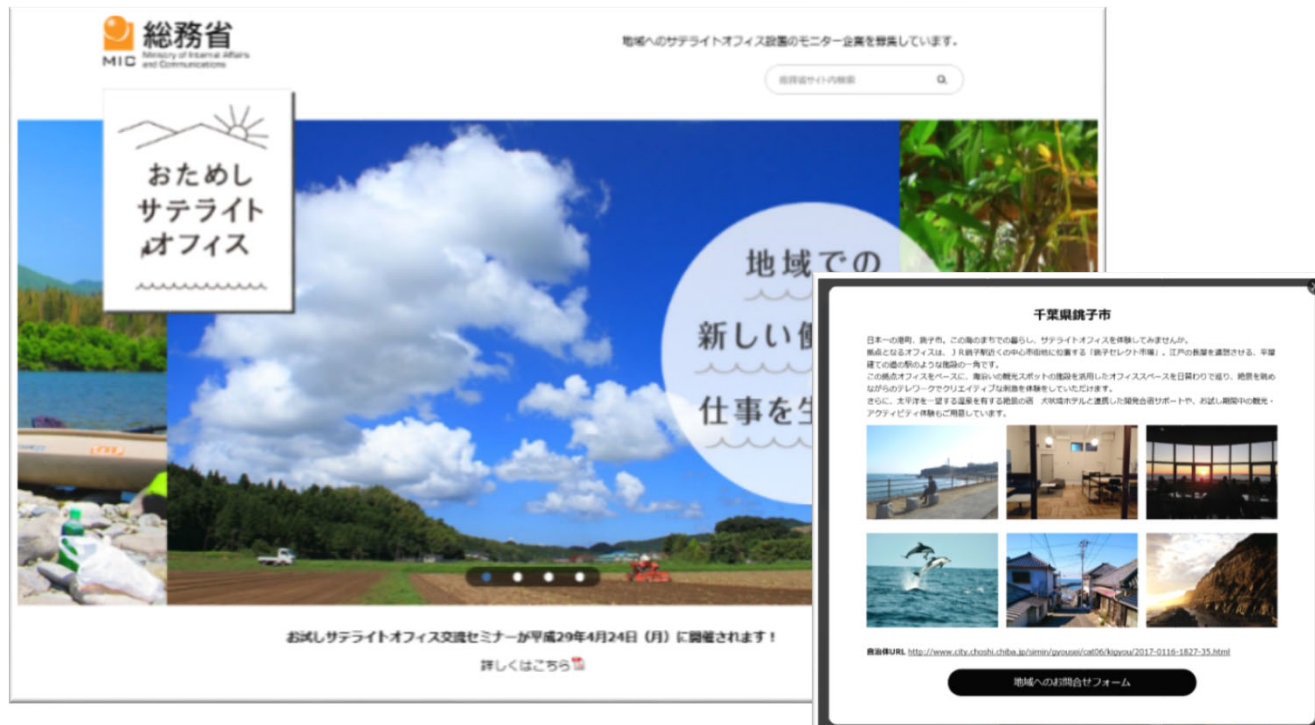 総務省
MIC Ministry of Internal Affairs
and Communications
地域へのサテライトオフィス設置のモニター企業を募集しています。
総務省サイト内検索
おためし
サテライト
オフィス
地域での
新しい働
仕事を生
お試しサテライトオフィス交流セミナーが平成29年4月24日（月）に開催されます！
詳しくはこちら
千葉県銚子市
日本一の港町、銚子市。この海のまちでの暮らし、サテライトオフィスを体験してみませんか。
拠点となるオフィスは、ＪＲ銚子駅近くの中心市街地に位置する「銚子セレクト市場」。江戸の長屋を連想させる、平屋
建ての道の駅のような施設の一角です。
この拠点オフィスをベースに、海沿いの観光スポットの施設を活用したオフィススペースを日替わりで巡り、絶景を眺め
ながらのテレワークでクリエイティブな刺激を体験をしていただけます。
さらに、太平洋を一望する温泉を有する絶景の宿 犬吠埼ホテルと連携した開発合宿サポートや、お試し期間中の観光・
アクティビティ体験もご用意しています。
自治体URL http://www.city.choshi.chiba.jp/simin/gyousei/cat06/kigyou/2017-0116-1827-35.html
地域へのお問合せフォーム